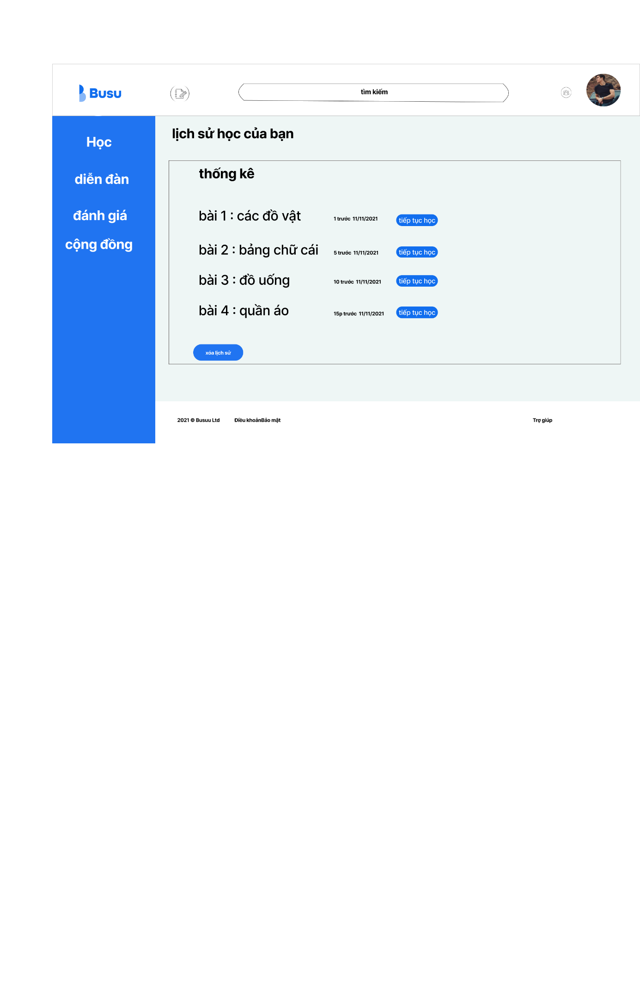 Busu
tìm kiếm
Học
diễn đàn
đánh giá
cộng đồng
lịch sử học của bạn
thống kê
bài 1 : các đồ vật 1 trước 11/11/2021 tiếp tục học
bài 2 : bảng chữ cái 5 trước 11/11/2021 tiếp tục học
bài 3 : đồ uống 10 trước 11/11/2021 tiếp tục học
bài 4 : quần áo 15p trước 11/11/2021 tiếp tục học
xóa lịch sử
2021 © Busuu Ltd Điều khoảnBảo mật Trợ giúp